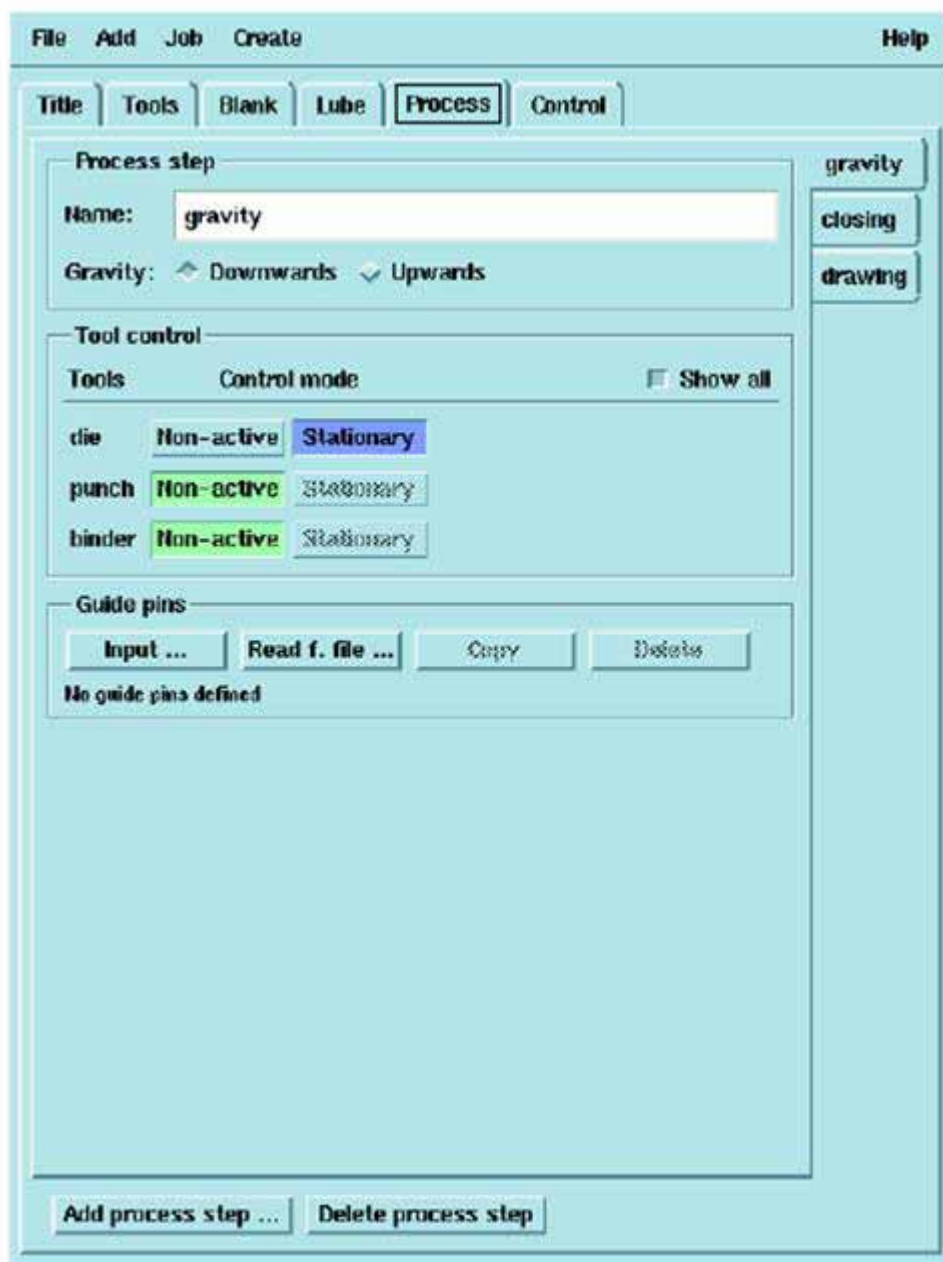 File Add Job Create Help
Title Tools Blank Lube Process Control
Process step
gravity
Name: gravity
closing
Gravity: Downwards Upwards
drawing
Tool control
Tools Control mode Show all
die Non-active Stationary
punch Non-active Stationary
binder Non-active Stationary
Guide pins
Input ... Read f. file ... Copy Delete
No guide pins defined
Add process step ... Delete process step